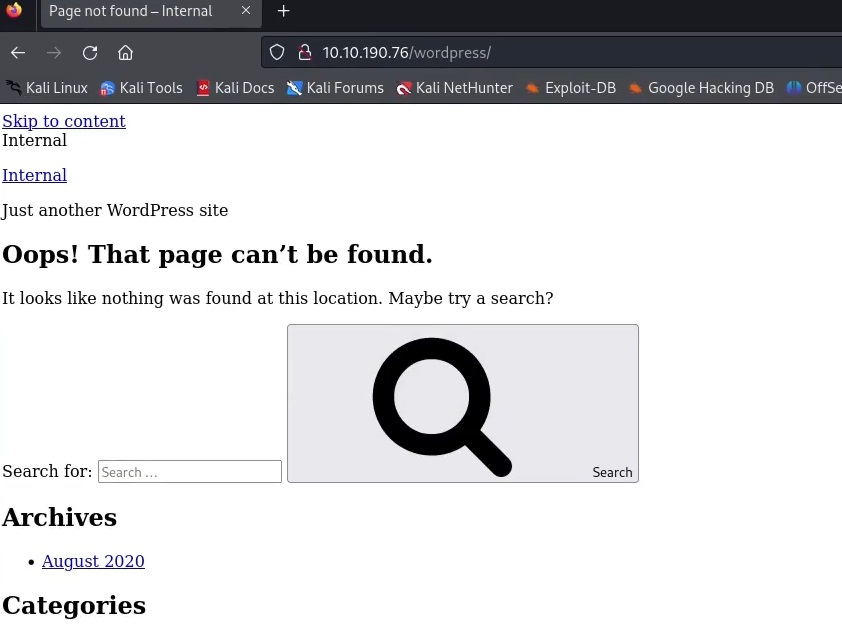 Page not found – Internal
10.10.190.76/wordpress/
Kali Linux Kali Tools Kali Docs Kali Forums Kali NetHunter Exploit-DB Google Hacking DB OffSe
Skip to content
Internal
Internal
Just another WordPress site
Oops! That page can’t be found.
It looks like nothing was found at this location. Maybe try a search?
Search for: Search … Search
Archives
August 2020
Categories